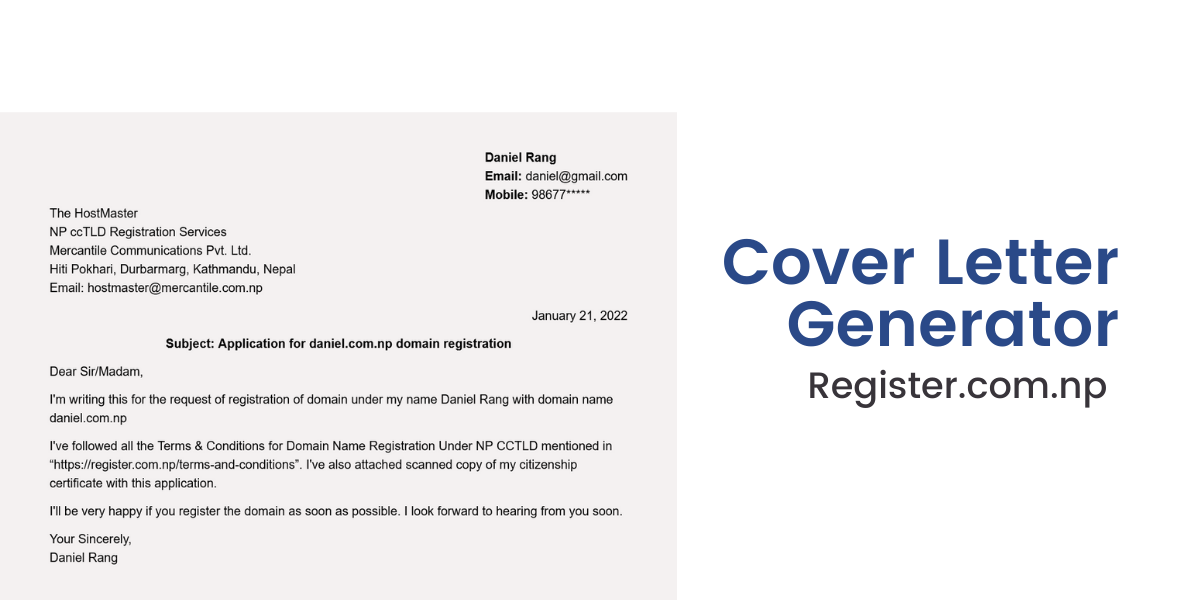 Daniel Rang
Email: daniel@gmail.com
Mobile: 98677*****
The HostMaster
NP ccTLD Registration Services
Mercantile Communications Pvt. Ltd.
Hiti Pokhari, Durbarmarg, Kathmandu, Nepal
Email: hostmaster@mercantile.com.np
January 21, 2022
Subject: Application for daniel.com.np domain registration
Dear Sir/Madam,
I'm writing this for the request of registration of domain under my name Daniel Rang with domain name
daniel.com.np
I've followed all the Terms & Conditions for Domain Name Registration Under NP CCTLD mentioned in
“https://register.com.np/terms-and-conditions”. I've also attached scanned copy of my citizenship
certificate with this application.
I'll be very happy if you register the domain as soon as possible. I look forward to hearing from you soon.
Your Sincerely,
Daniel Rang
Cover Letter
Generator
Register.com.np